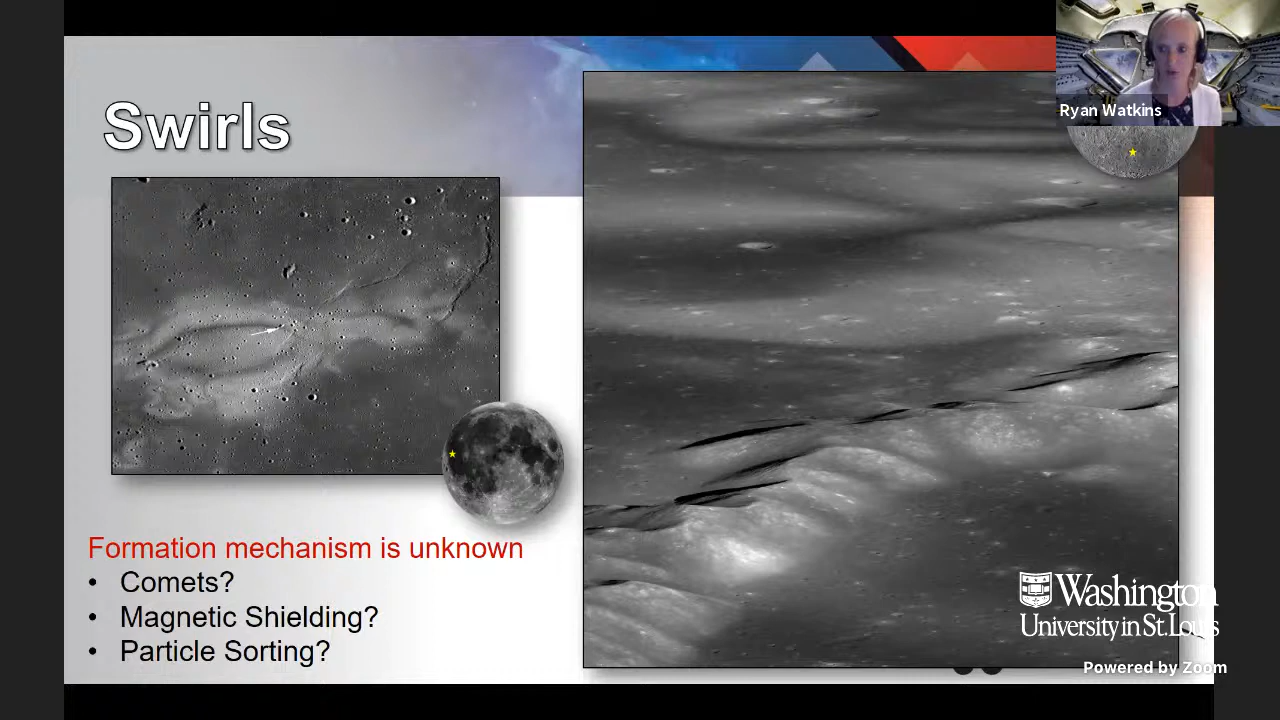 Swirls
Ryan Watkins
Formation mechanism is unknown
• Comets?
• Magnetic Shielding?
• Particle Sorting?
Washington
University in St. Louis
Powered by Zoom